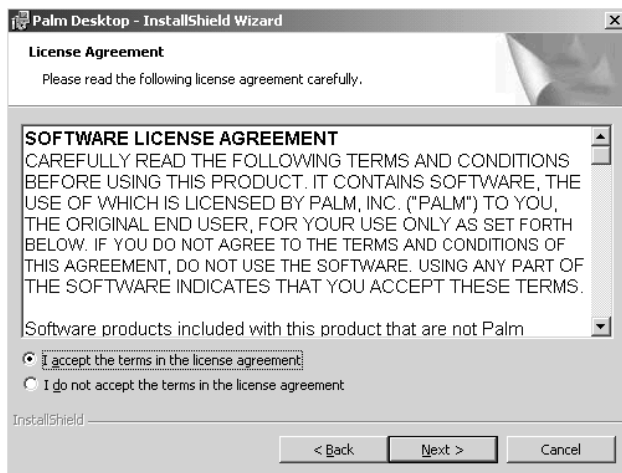 Palm Desktop - InstallShield Wizard
License Agreement
Please read the following license agreement carefully.
SOFTWARE LICENSE AGREEMENT
CAREFULLY READ THE FOLLOWING TERMS AND CONDITIONS
BEFORE USING THIS PRODUCT. IT CONTAINS SOFTWARE, THE
USE OF WHICH IS LICENSED BY PALM, INC. ("PALM") TO YOU,
THE ORIGINAL END USER, FOR YOUR USE ONLY AS SET FORTH
BELOW. IF YOU DO NOT AGREE TO THE TERMS AND CONDITIONS OF
THIS AGREEMENT, DO NOT USE THE SOFTWARE. USING ANY PART OF
THE SOFTWARE INDICATES THAT YOU ACCEPT THESE TERMS.
Software products included with this product that are not Palm
I accept the terms in the license agreement
I do not accept the terms in the license agreement
InstallShield
< Back Next > Cancel